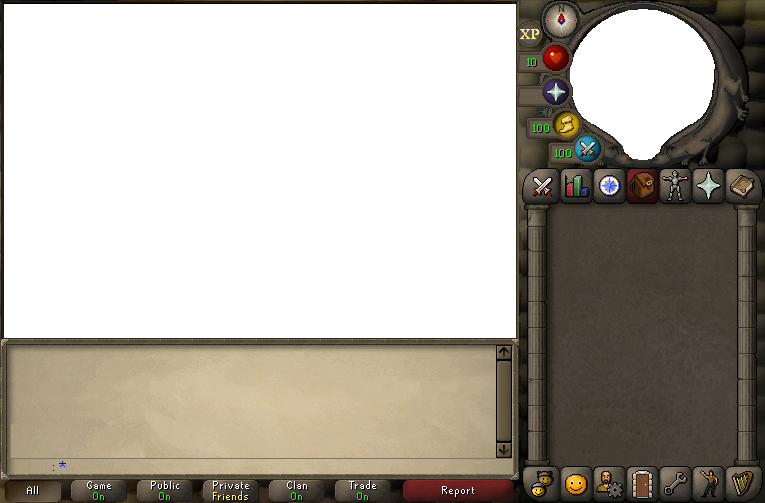 N
XP
10
100
100
: *
All
Game
On
Public
On
Private
Friends
Clan
On
Trade
On
Report